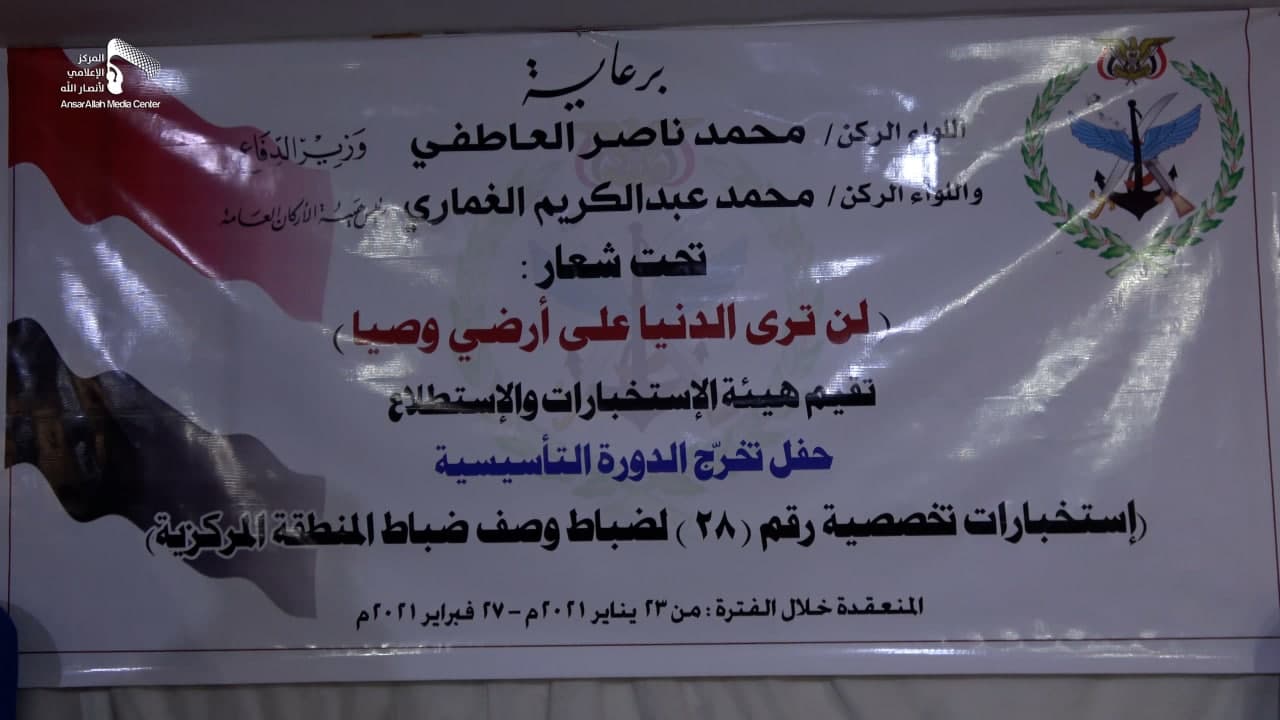 المركز
الإعلامي
لأنصار الله
AnsarAllah Media Center
برعاية
اللواء الركن / محمد ناصر العاطفي وزير الدفاع
واللواء الركن / محمد عبدالكريم الغماري رئيس هيئة الأركان العامة
تحت شعار :
( لن ترى الدنيا على أرضي وصيا )
تقيم هيئة الإستخبارات والإستطلاع
حفل تخرّج الدورة التأسيسية
(إستخبارات تخصصية رقم (٢٨) لضباط وصف ضباط المنطقة المركزية)
المنعقدة خلال الفترة : من ٢٣ يناير ٢٠٢١م - ٢٧ فبراير ٢٠٢١م